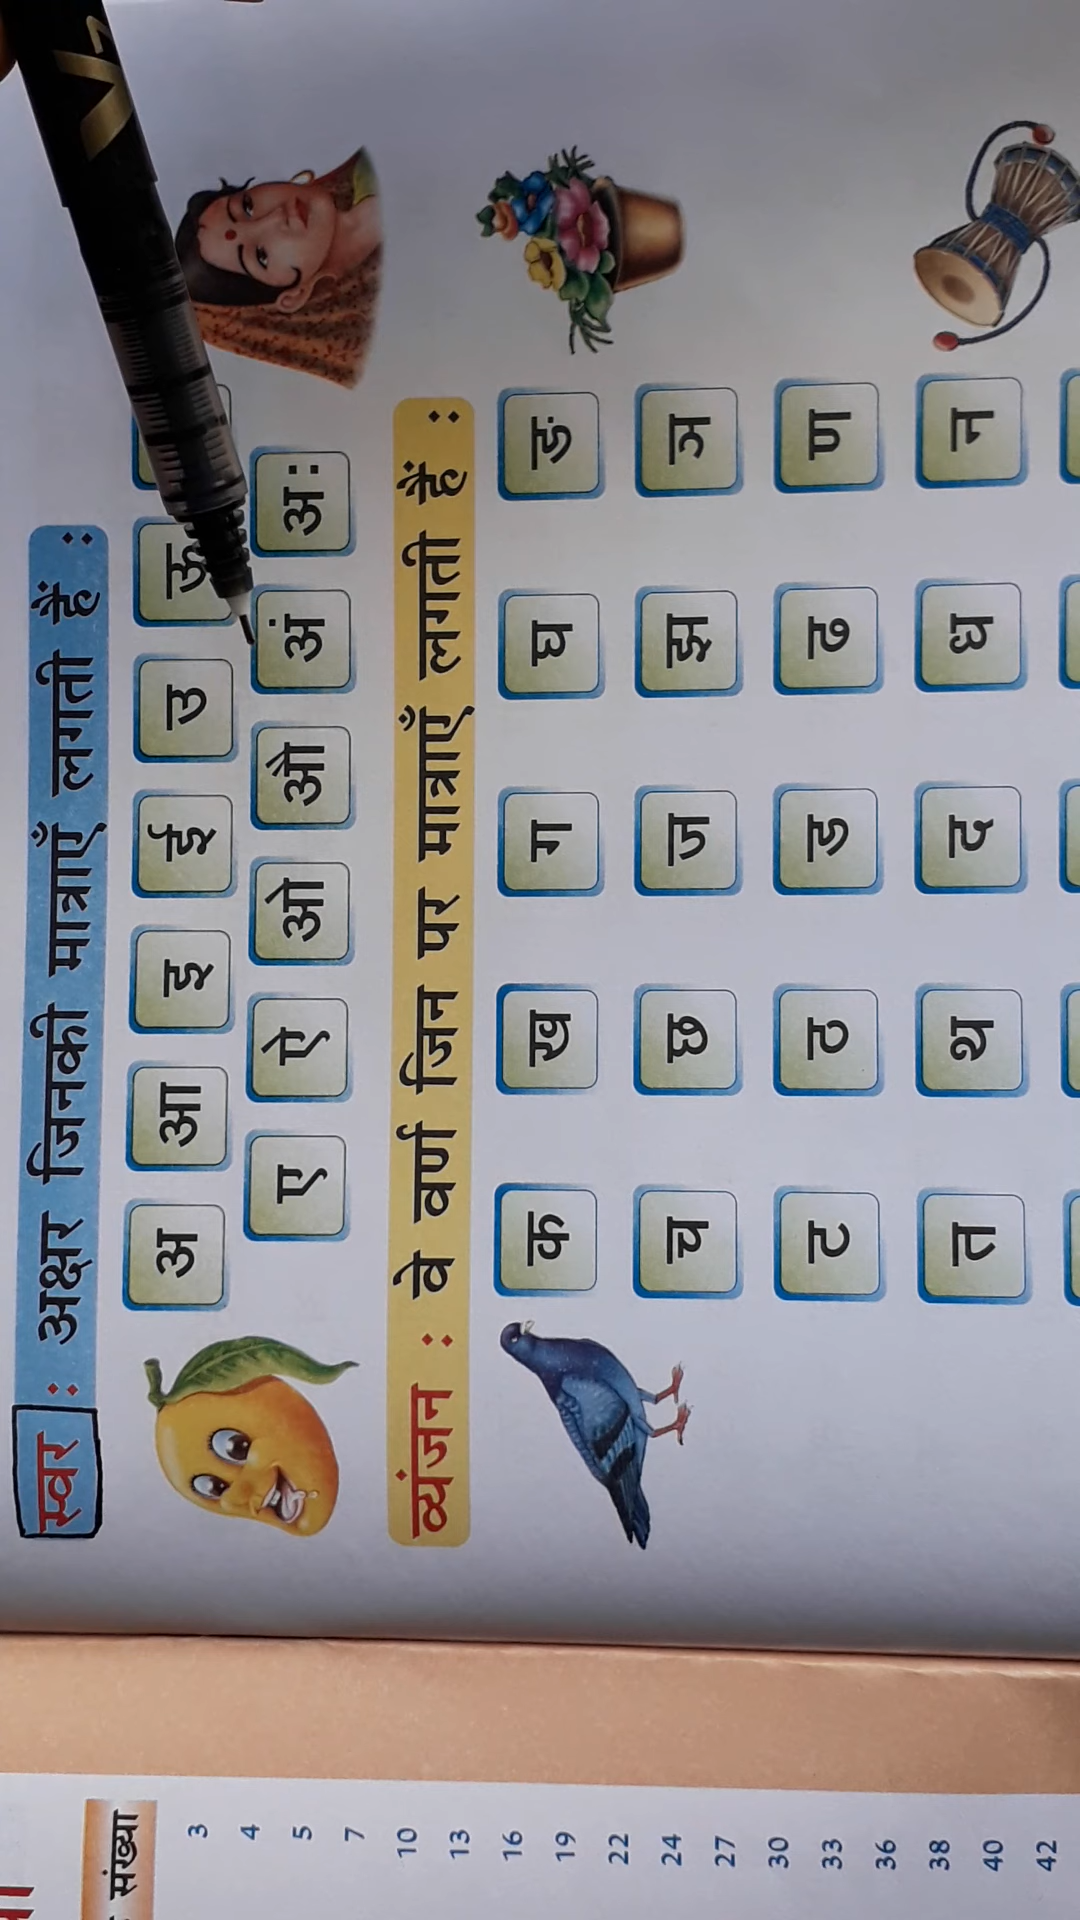 स्वर : अक्षर जिनकी मात्राएँ लगती हैं :
अ आ इ ई उ ऊ
ए ऐ ओ औ अं अः
व्यंजन : वे वर्ण जिन पर मात्राएँ लगती हैं :
क ख ग घ ङ
च छ ज झ ञ
ट ठ ड ढ ण
त थ द ध न
संख्या
3
4
5
7
10
13
16
19
22
24
27
30
33
36
38
40
42
V7